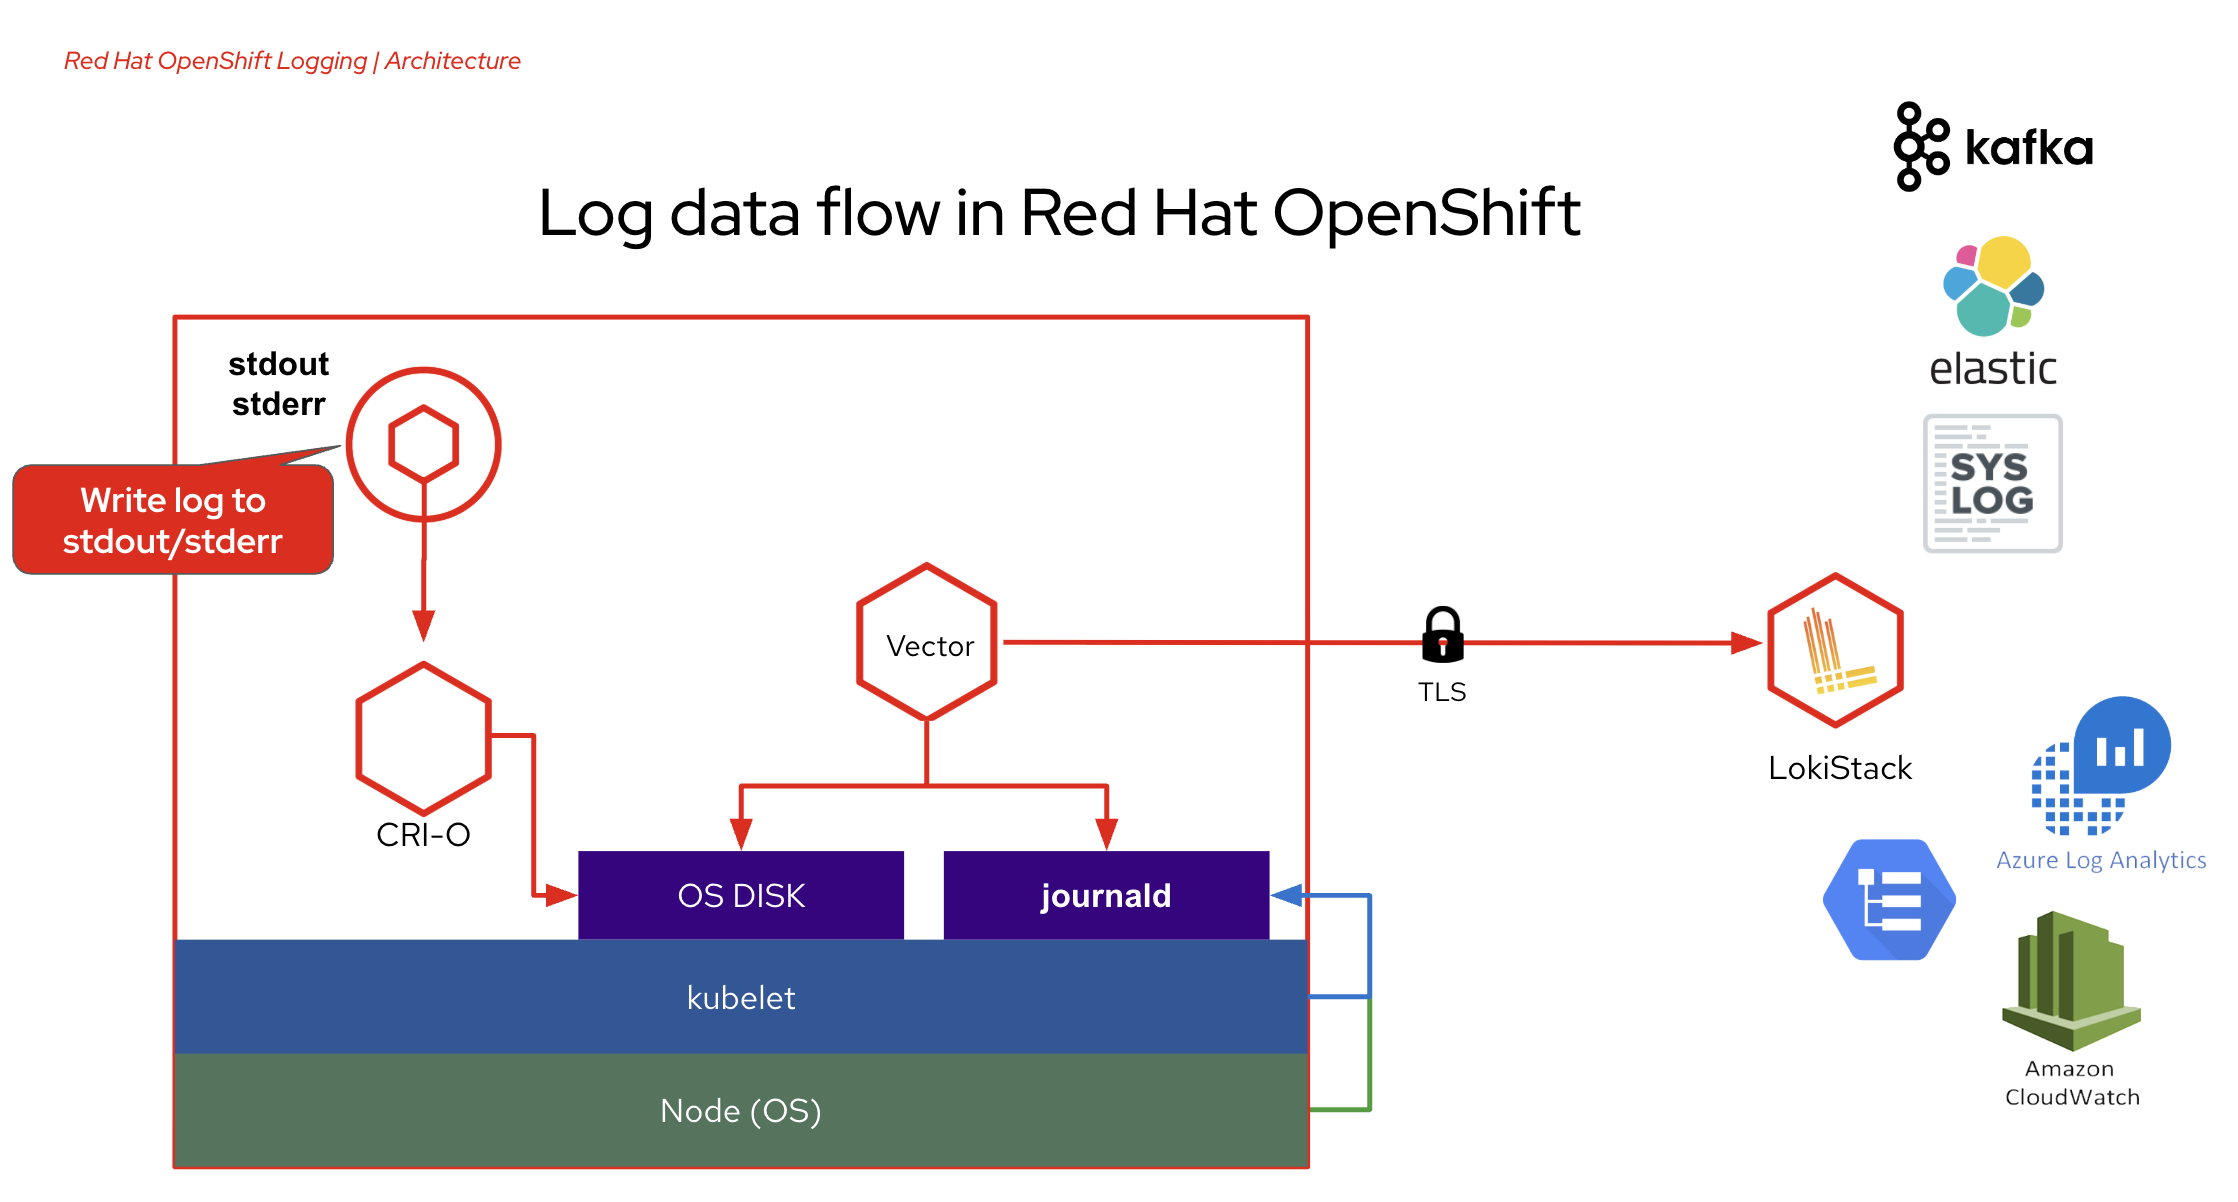 Red Hat OpenShift Logging | Architecture
kafka
Log data flow in Red Hat OpenShift
elastic
stdout
stderr
SYS
LOG
Write log to
stdout/stderr
Vector
TLS
LokiStack
CRI-O
Azure Log Analytics
OS DISK
journald
kubelet
Amazon
CloudWatch
Node (OS)